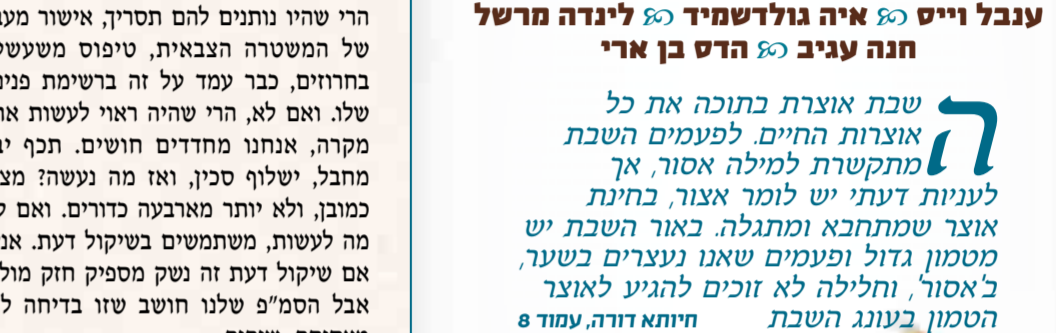 ענבל וייס איה גולדשמיד לינדה מרשל
חנה עגיב הדס בן ארי
השבת אוצרת בתוכה את כל
אוצרות החיים. לפעמים השבת
מתקשרת למילה אסור, אך
לעניות דעתי יש לומר אצור, בחינת
אוצר שמתחבא ומתגלה. באור השבת יש
מטמון גדול ופעמים שאנו נעצרים בשער,
ב'אסור', וחלילה לא זוכים להגיע לאוצר
הטמון בעונג השבת
חיותא דורה, עמוד 8
הרי שהיו נותנים להם תסריך, אישור
של המשטרה הצבאית, טיפוס
בחרוזים, כבר עמד על זה ברשימת
שלו. ואם לא, הרי שהיה ראוי לעשות
מקרה, אנחנו מחדדים חושים. תכף
מחבל, ישלוף סכין, ואז מה נעשה?
כמובן, ולא יותר מארבעה כדורים. ואם
מה לעשות, משתמשים בשיקול דעת.
אם שיקול דעת זה נשק מספיק חזק
אבל הסמ"פ שלנו חושב שזו בדיחה